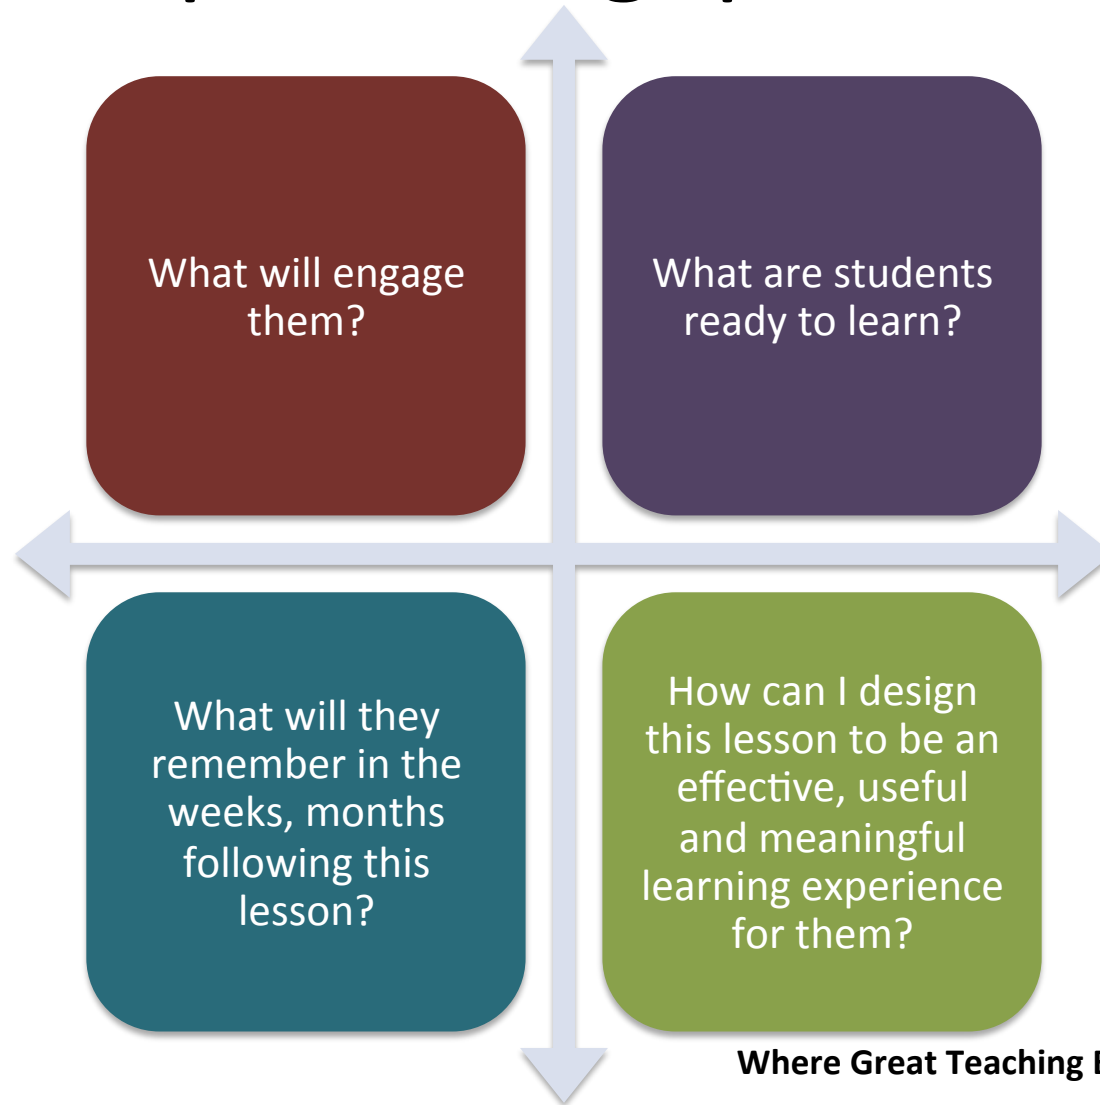 What will engage
them?
What are students
ready to learn?
What will they
remember in the
weeks, months
following this
lesson?
How can I design
this lesson to be an
effective, useful
and meaningful
learning experience
for them?
Where Great Teaching